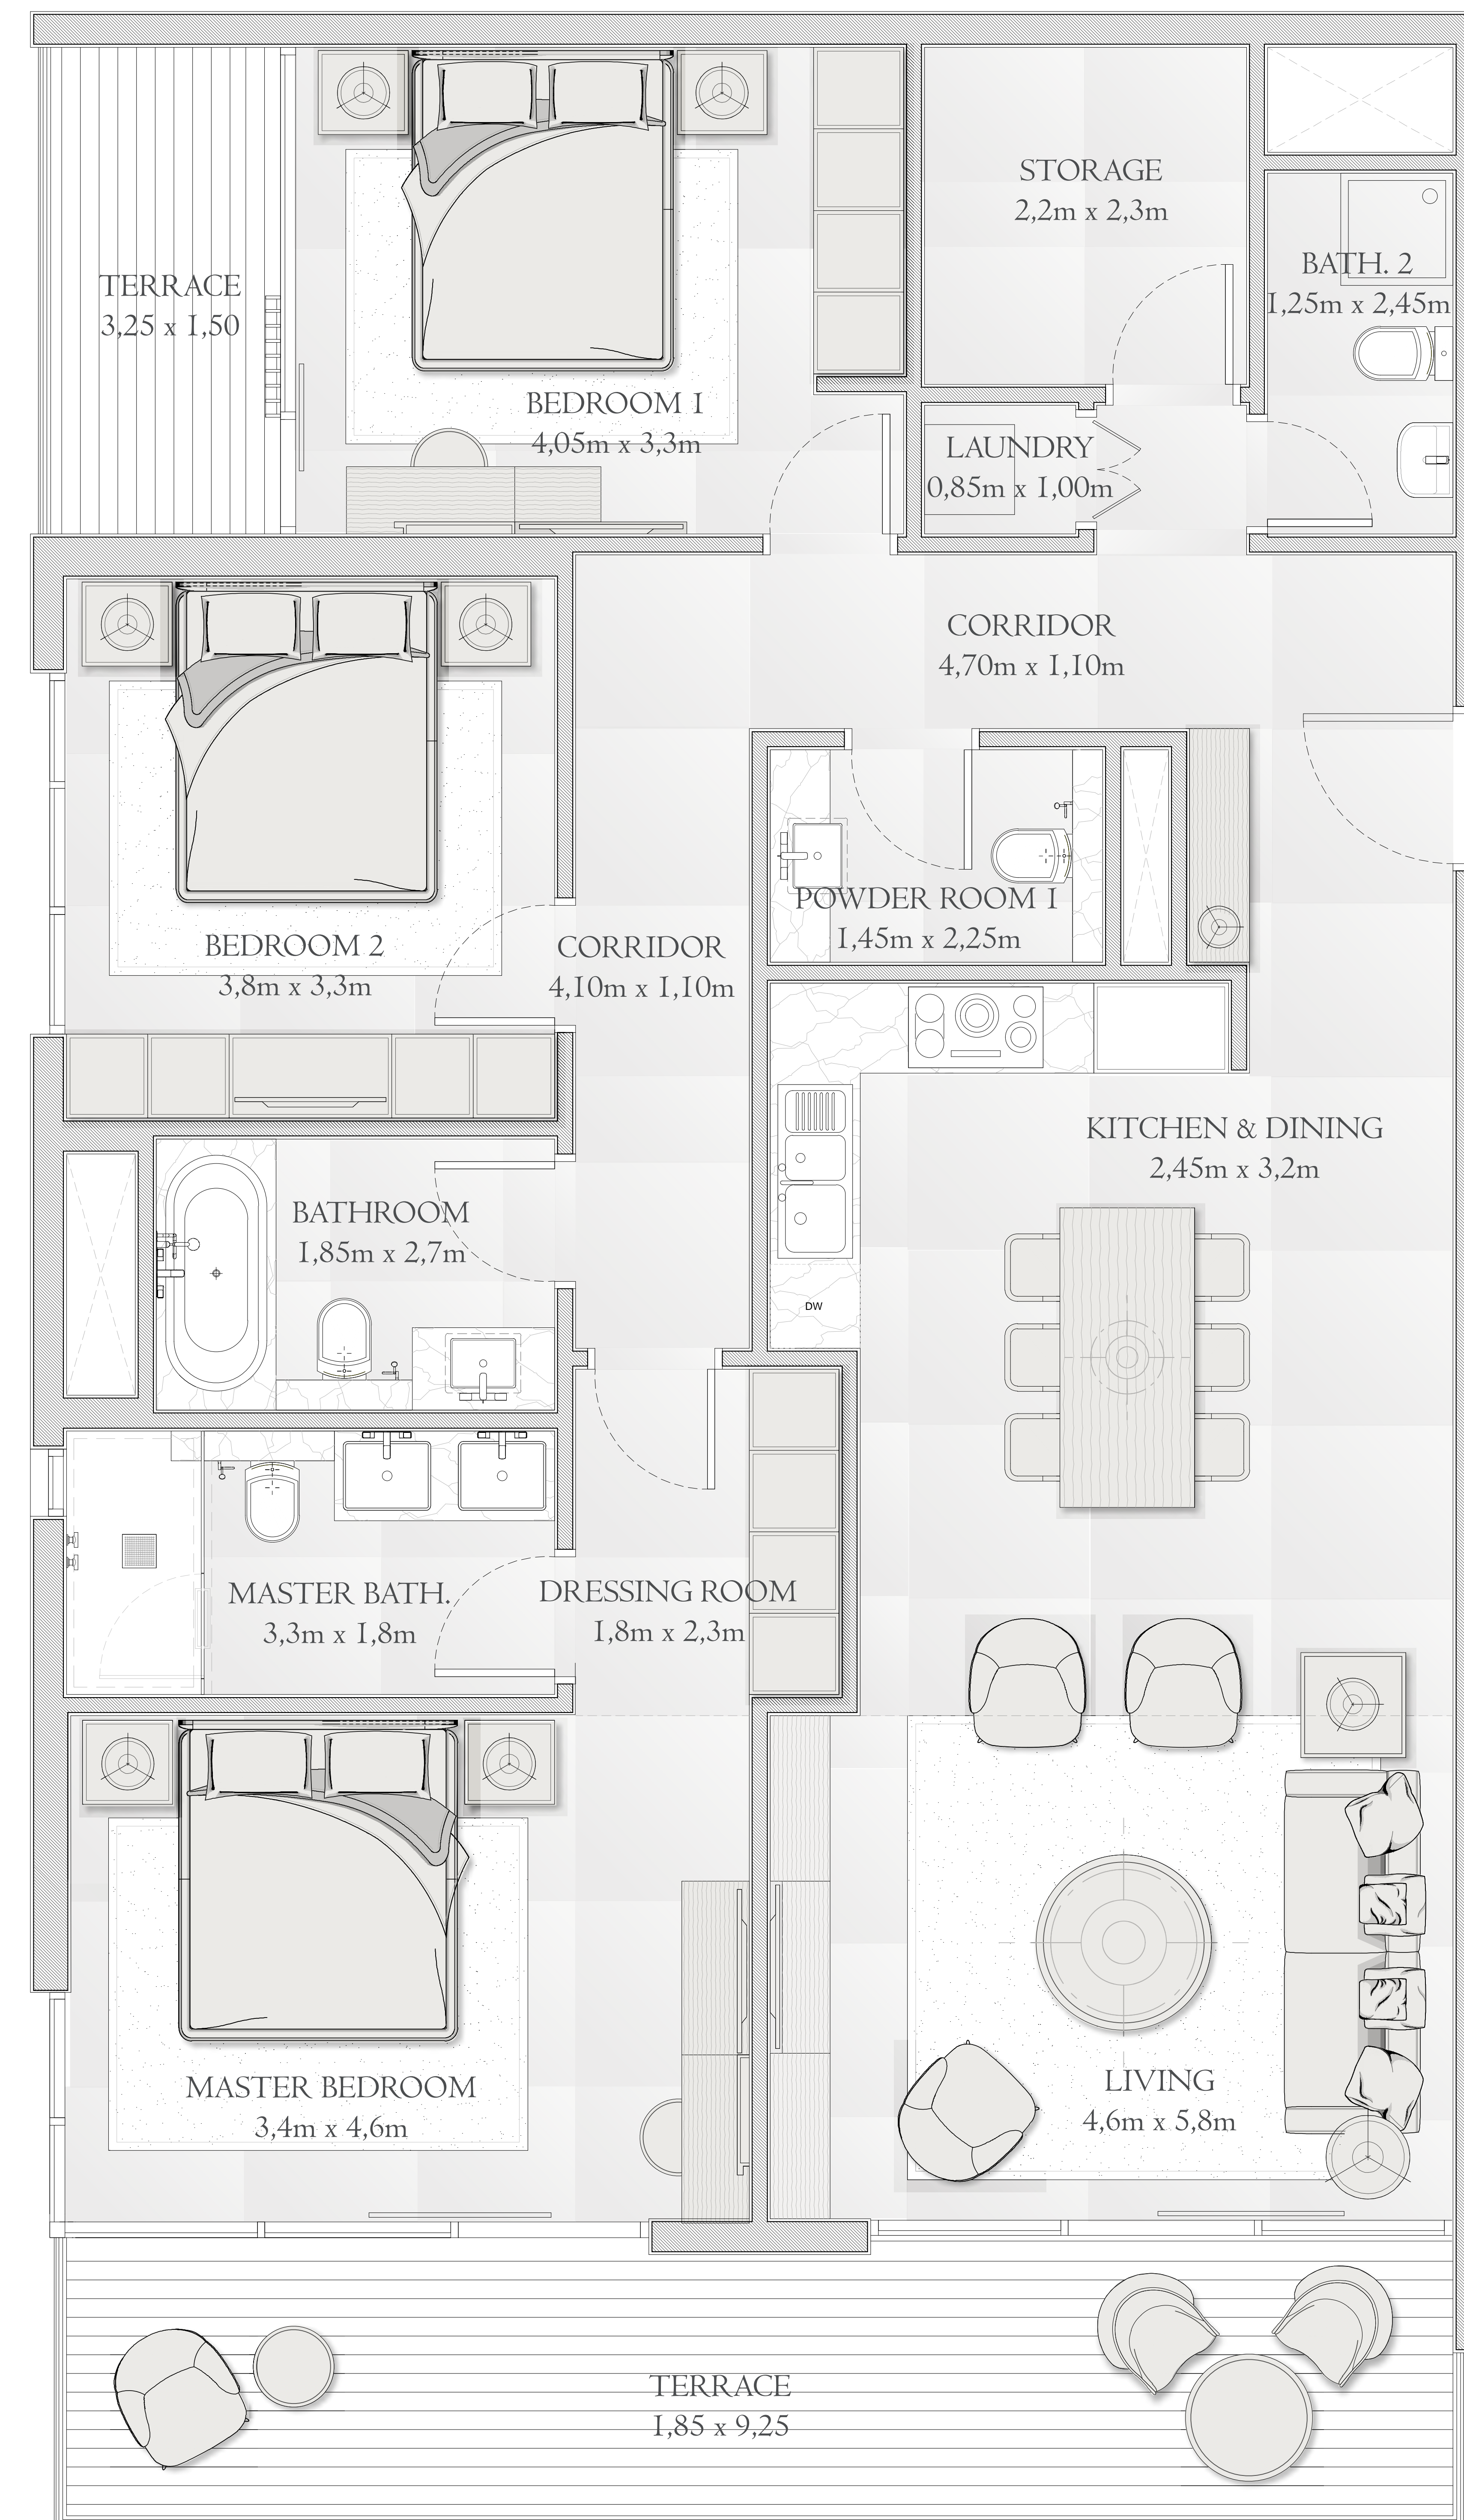 STORAGE
2,2m x 2,3m
BATH. 2
1,25m x 2,45m
TERRACE
3,25 x 1,50
BEDROOM 1
4,05m x 3,3m
LAUNDRY
0,85m x 1,00m
CORRIDOR
4,70m x 1,10m
POWDER ROOM 1
1,45m x 2,25m
BEDROOM 2
3,8m x 3,3m
CORRIDOR
4,10m x 1,10m
KITCHEN & DINING
2,45m x 3,2m
BATHROOM
1,85m x 2,7m
DW
MASTER BATH.
3,3m x 1,8m
DRESSING ROOM
1,8m x 2,3m
MASTER BEDROOM
3,4m x 4,6m
LIVING
4,6m x 5,8m
TERRACE
1,85 x 9,25